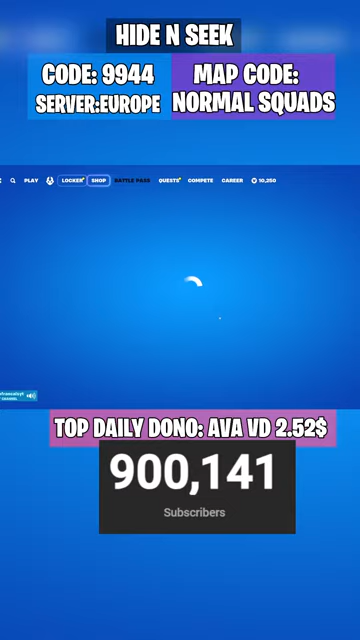 HIDE N SEEK
CODE: 9944
SERVER:EUROPE
MAP CODE:
NORMAL SQUADS
PLAY LOCKER SHOP BATTLE PASS QUESTS COMPETE CAREER 10,250
TOP DAILY DONO: AVA VD 2.52$
900,141
Subscribers